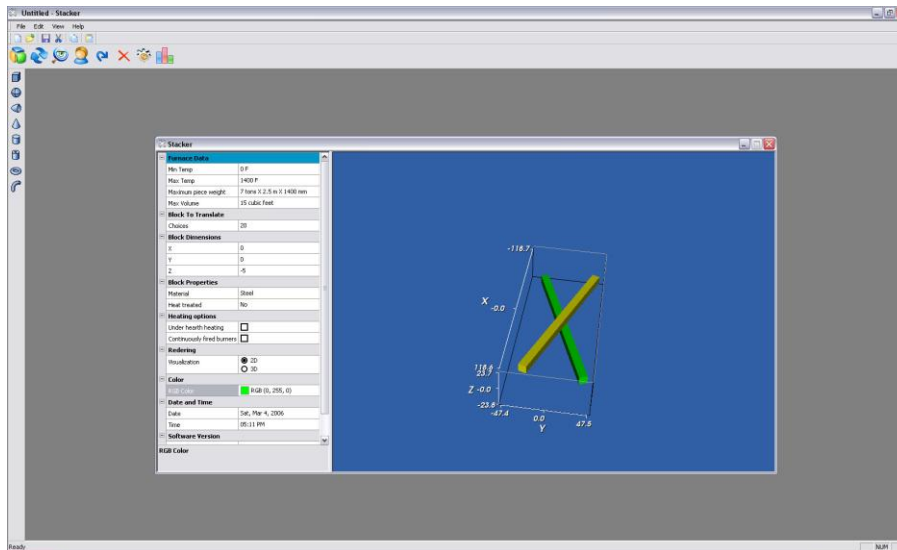 Untitled - Stacker
File Edit View Help
Stacker
Furnace Data
Min Temp 0 F
Max Temp 1400 F
Maximum piece weight 7 tons X 2.5 m X 1400 mm
Max Volume 15 cubic feet
Block To Translate
Choices 20
Block Dimensions
X 0
Y 0
Z -5
Block Properties
Material Steel
Heat treated No
Heating options
Under hearth heating
Continuously fired burners
Redering
Visualization 2D
3D
Color
RGB Color RGB (0, 255, 0)
Date and Time
Date Sat, Mar 4, 2006
Time 05:11 PM
Software Version
RGB Color
-118.7
X -0.0
23.7
Z -0.0
-23.8
-47.4 0.0 47.5
Y
Ready NUM